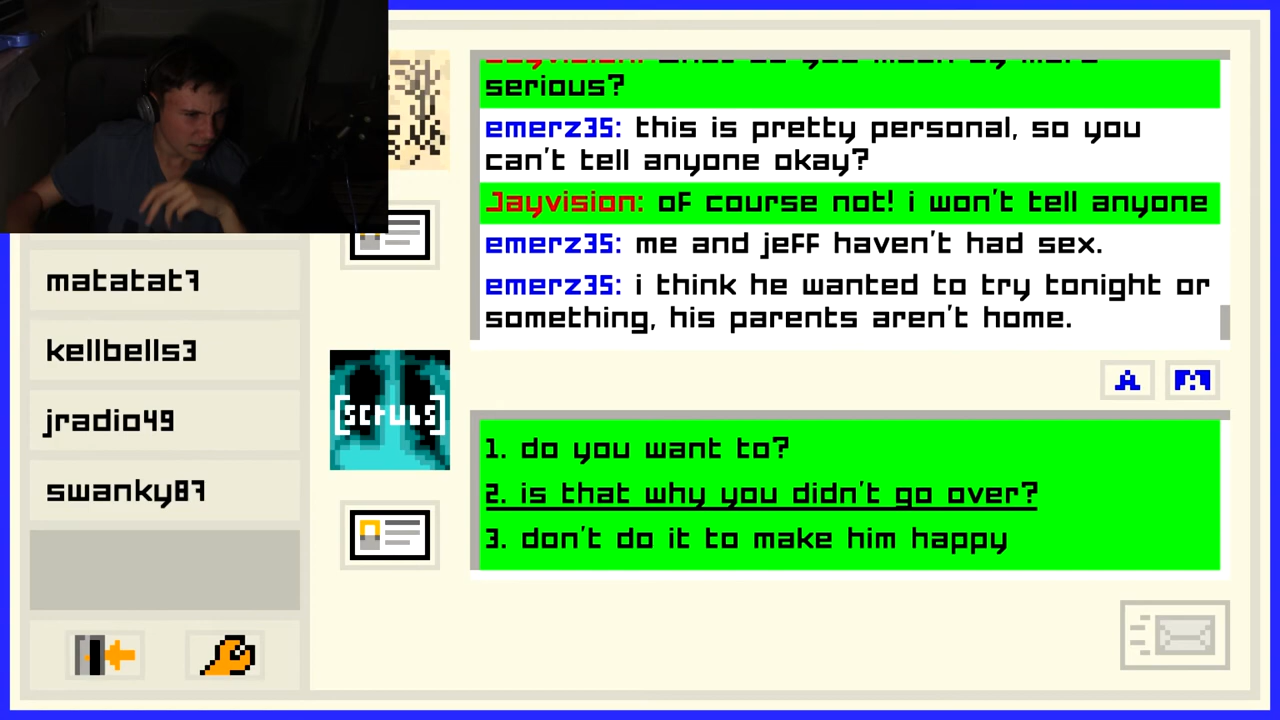 serious?
emerz35: this is pretty personal, so you
can't tell anyone okay?
Jayvision: oF course not! i won't tell anyone
emerz35: me and jeFF haven't had sex.
emerz35: i think he wanted to try tonight or
something, his parents aren't home.
matatat7
kellbells3
jradio49
swanky87
[scrubs]
A
1. do you want to?
2. is that why you didn't go over?
3. don't do it to make him happy